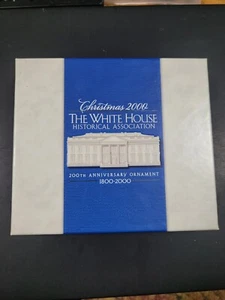 Christmas 2000
THE WHITE HOUSE
HISTORICAL ASSOCIATION
200TH ANNIVERSARY ORNAMENT
1800-2000